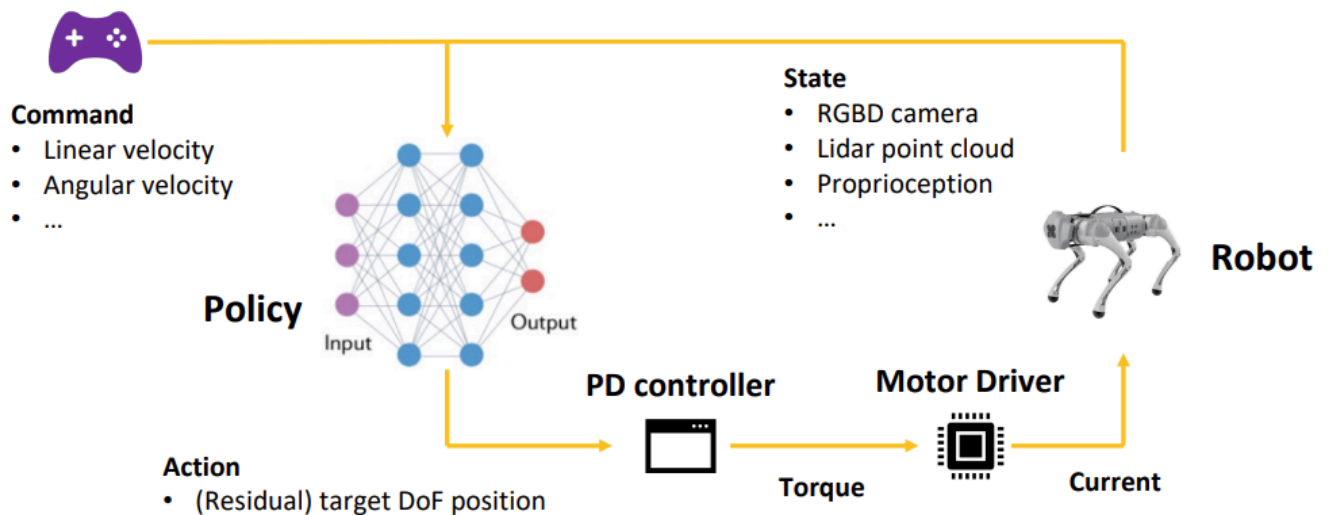 Command
• Linear velocity
• Angular velocity
• ...
State
• RGBD camera
• Lidar point cloud
• Proprioception
• ...
Robot
Policy
Input
Output
PD controller
Motor Driver
Action
• (Residual) target DoF position
Torque
Current